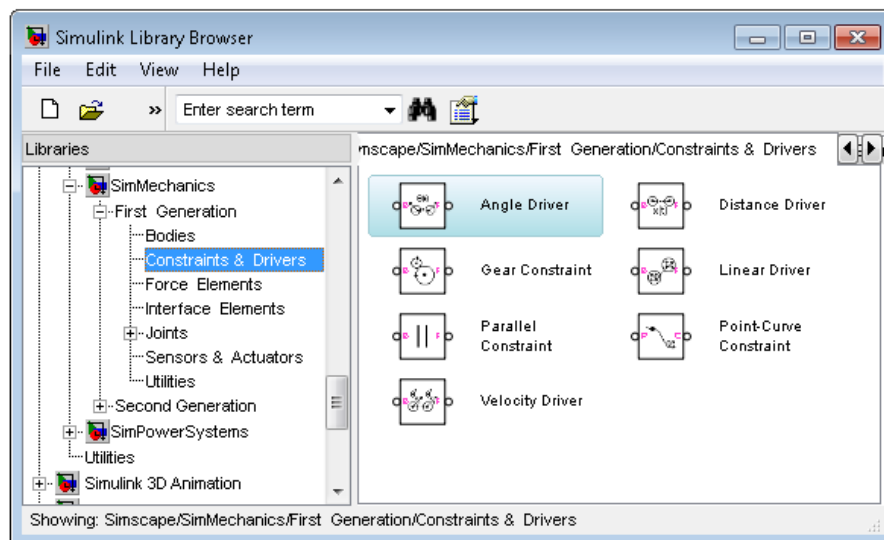 Simulink Library Browser
File Edit View Help
» Enter search term
Libraries
mscape/SimMechanics/First Generation/Constraints & Drivers
SimMechanics
First Generation
Bodies
Constraints & Drivers
Force Elements
Interface Elements
Joints
Sensors & Actuators
Utilities
Second Generation
SimPowerSystems
Utilities
Simulink 3D Animation
Angle Driver
Distance Driver
Gear Constraint
Linear Driver
Parallel
Constraint
Point-Curve
Constraint
Velocity Driver
Showing: Simscape/SimMechanics/First Generation/Constraints & Drivers